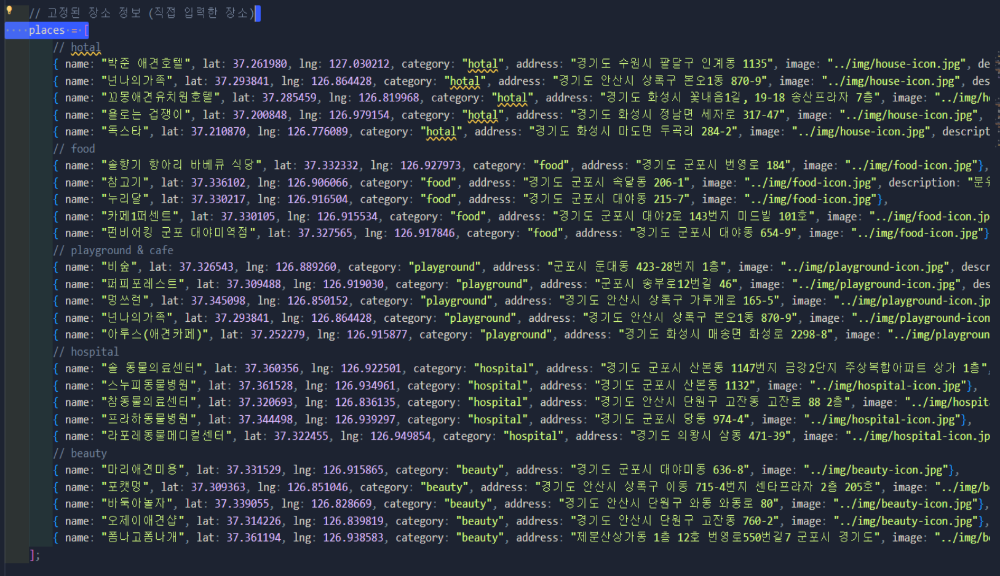 // 고정된 장소 정보 (직접 입력한 장소)
places = [
// hotal
{ name: "박준 애견호텔", lat: 37.261980, lng: 127.030212, category: "hotal", address: "경기도 수원시 팔달구 인계동 1135", image: "../img/house-icon.jpg", de
{ name: "넌나의가족", lat: 37.293841, lng: 126.864428, category: "hotal", address: "경기도 안산시 상록구 본오1동 870-9", image: "../img/house-icon.jpg", des
{ name: "꼬몽애견유치원호텔", lat: 37.285459, lng: 126.819968, category: "hotal", address: "경기도 화성시 꽃내음1길, 19-18 송산프라자 7층", image: "../img/h
{ name: "욜로는 겁쟁이", lat: 37.200848, lng: 126.979154, category: "hotal", address: "경기도 화성시 정남면 세자로 317-47", image: "../img/house-icon.jpg",
{ name: "독스타", lat: 37.210870, lng: 126.776089, category: "hotal", address: "경기도 화성시 마도면 두곡리 284-2", image: "../img/house-icon.jpg", descript
// food
{ name: "솔향기 항아리 바베큐 식당", lat: 37.332332, lng: 126.927973, category: "food", address: "경기도 군포시 번영로 184", image: "../img/food-icon.jpg"},
{ name: "참고기", lat: 37.336102, lng: 126.906066, category: "food", address: "경기도 군포시 속달동 206-1", image: "../img/food-icon.jpg", description: "분위
{ name: "누리달", lat: 37.330217, lng: 126.916504, category: "food", address: "경기도 군포시 대야동 215-7", image: "../img/food-icon.jpg"},
{ name: "카페1퍼센트", lat: 37.330105, lng: 126.915534, category: "food", address: "경기도 군포시 대야2로 143번지 미드빌 101호", image: "../img/food-icon.jp
{ name: "펀비어킹 군포 대야미역점", lat: 37.327565, lng: 126.917846, category: "food", address: "경기도 군포시 대야동 654-9", image: "../img/food-icon.jpg"}
// playground & cafe
{ name: "비숲", lat: 37.326543, lng: 126.889260, category: "playground", address: "군포시 둔대동 423-28번지 1층", image: "../img/playground-icon.jpg", descr
{ name: "퍼피포레스트", lat: 37.309488, lng: 126.919030, category: "playground", address: "군포시 송부로12번길 46", image: "../img/playground-icon.jpg", des
{ name: "멍쓰런", lat: 37.345098, lng: 126.850152, category: "playground", address: "경기도 안산시 상록구 가루개로 165-5", image: "../img/playground-icon.jp
{ name: "넌나의가족", lat: 37.293841, lng: 126.864428, category: "playground", address: "경기도 안산시 상록구 본오1동 870-9", image: "../img/playground-icon
{ name: "아루스(애견카페)", lat: 37.252279, lng: 126.915877, category: "playground", address: "경기도 화성시 매송면 화성로 2298-8", image: "../img/playgroun
// hospital
{ name: "솔 동물의료센터", lat: 37.360356, lng: 126.922501, category: "hospital", address: "경기도 군포시 산본동 1147번지 금강2단지 주상복합아파트 상가 1층",
{ name: "스누피동물병원", lat: 37.361528, lng: 126.934961, category: "hospital", address: "경기도 군포시 산본동 1132", image: "../img/hospital-icon.jpg"},
{ name: "참동물의료센터", lat: 37.320693, lng: 126.836135, category: "hospital", address: "경기도 안산시 단원구 고잔동 고잔로 88 2층", image: "../img/hospit
{ name: "프라하동물병원", lat: 37.344498, lng: 126.939297, category: "hospital", address: "경기도 군포시 당동 974-4", image: "../img/hospital-icon.jpg"},
{ name: "라포레동물메디컬센터", lat: 37.322455, lng: 126.949854, category: "hospital", address: "경기도 의왕시 삼동 471-39", image: "../img/hospital-icon.jp
// beauty
{ name: "마리애견미용", lat: 37.331529, lng: 126.915865, category: "beauty", address: "경기도 군포시 대야미동 636-8", image: "../img/beauty-icon.jpg"},
{ name: "포캣멍", lat: 37.309363, lng: 126.851046, category: "beauty", address: "경기도 안산시 상록구 이동 715-4번지 센타프라자 2층 205호", image: "../img/b
{ name: "바둑아놀자", lat: 37.339055, lng: 126.828669, category: "beauty", address: "경기도 안산시 단원구 와동 와동로 80", image: "../img/beauty-icon.jpg"},
{ name: "오제이애견샵", lat: 37.314226, lng: 126.839819, category: "beauty", address: "경기도 안산시 단원구 고잔동 760-2", image: "../img/beauty-icon.jpg"},
{ name: "폼나고폼나개", lat: 37.361194, lng: 126.938583, category: "beauty", address: "제분산상가동 1층 12호 번영로550번길7 군포시 경기도", image: "../img/b
];